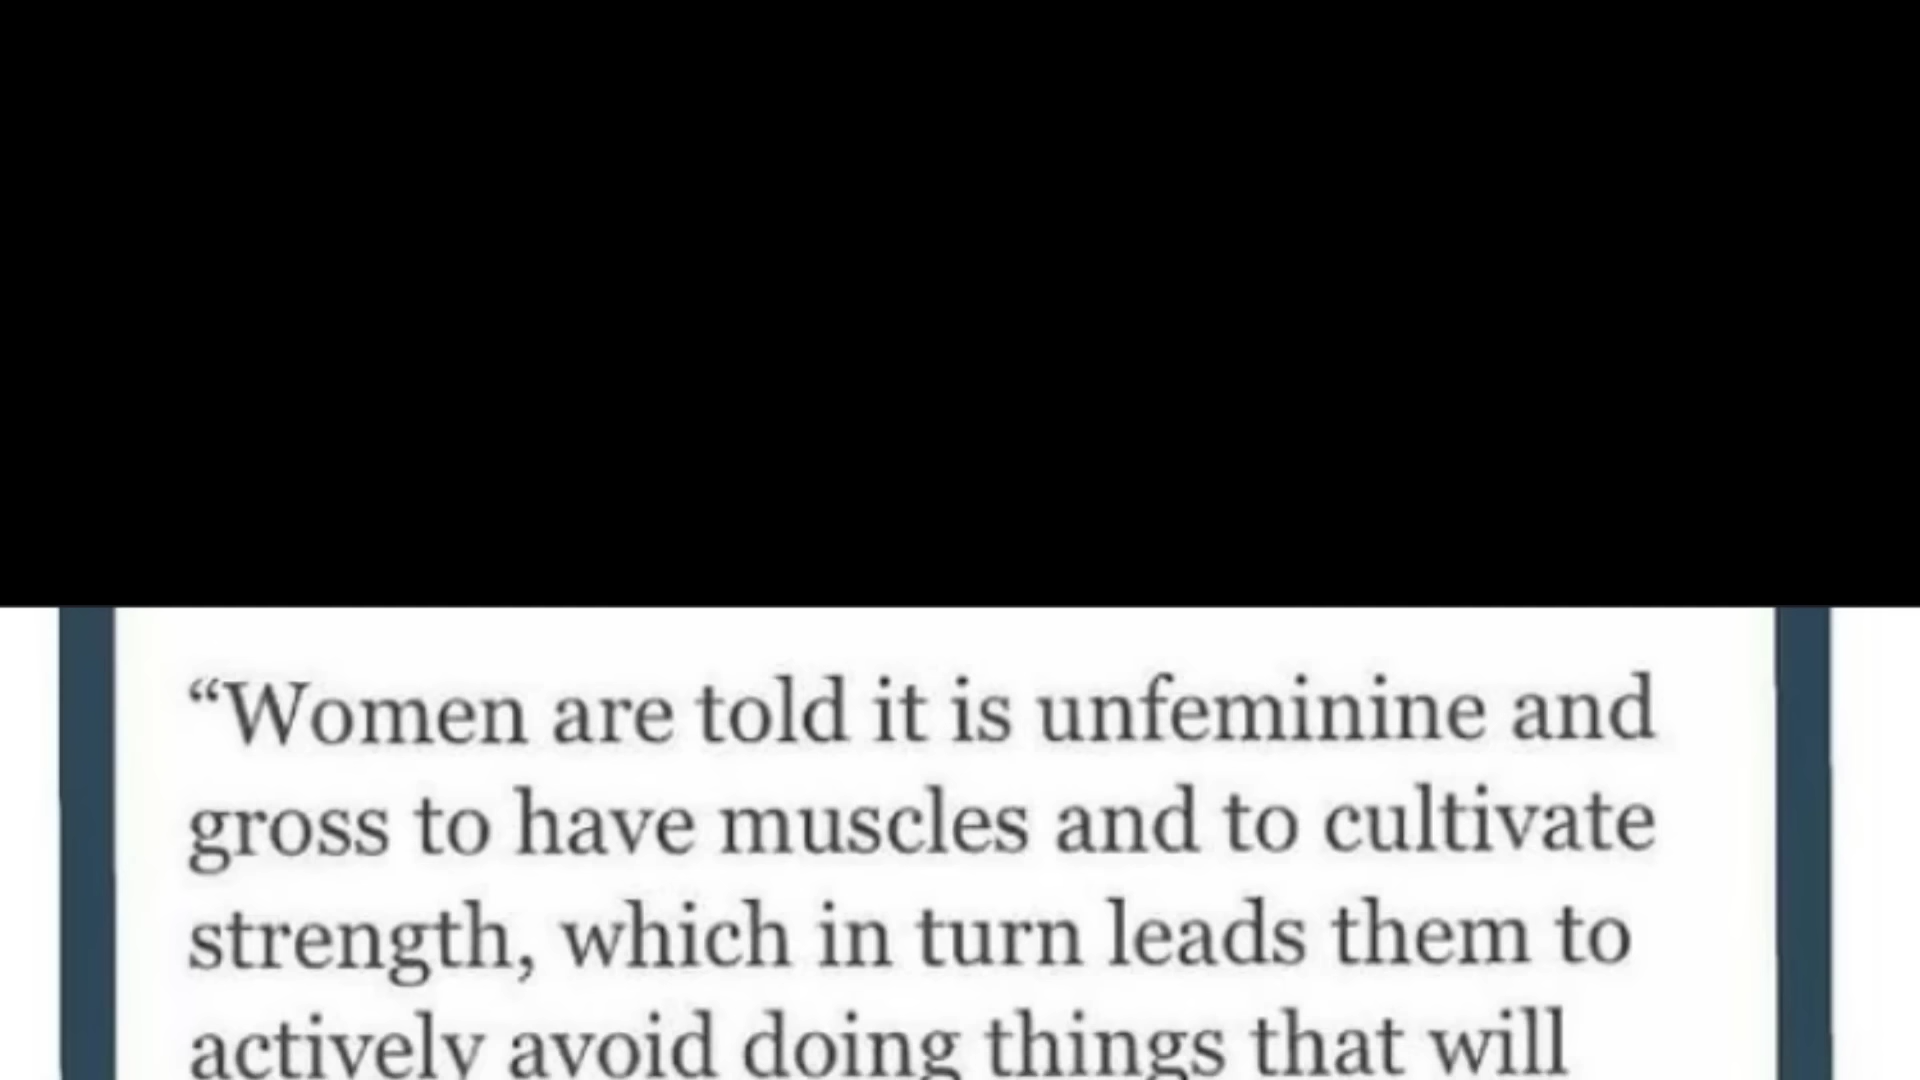 “Women are told it is unfeminine and
gross to have muscles and to cultivate
strength, which in turn leads them to
actively avoid doing things that will